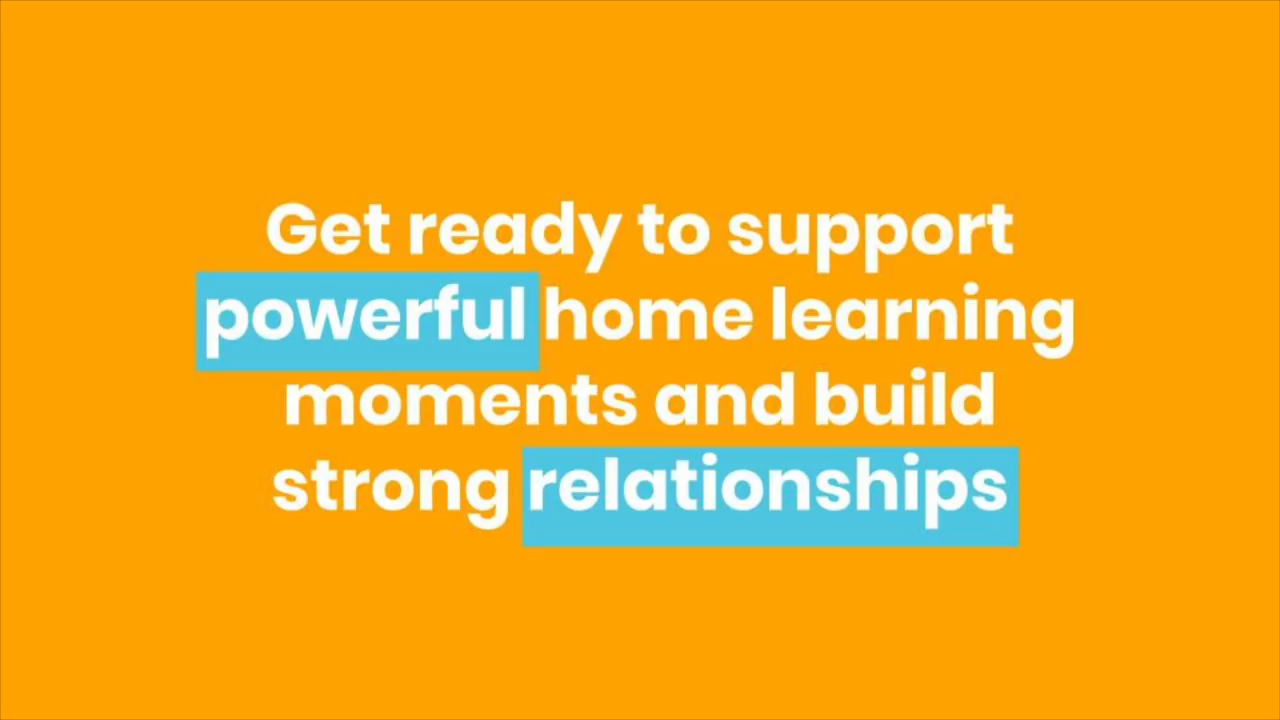 Get ready to support
powerful home learning
moments and build
strong relationships